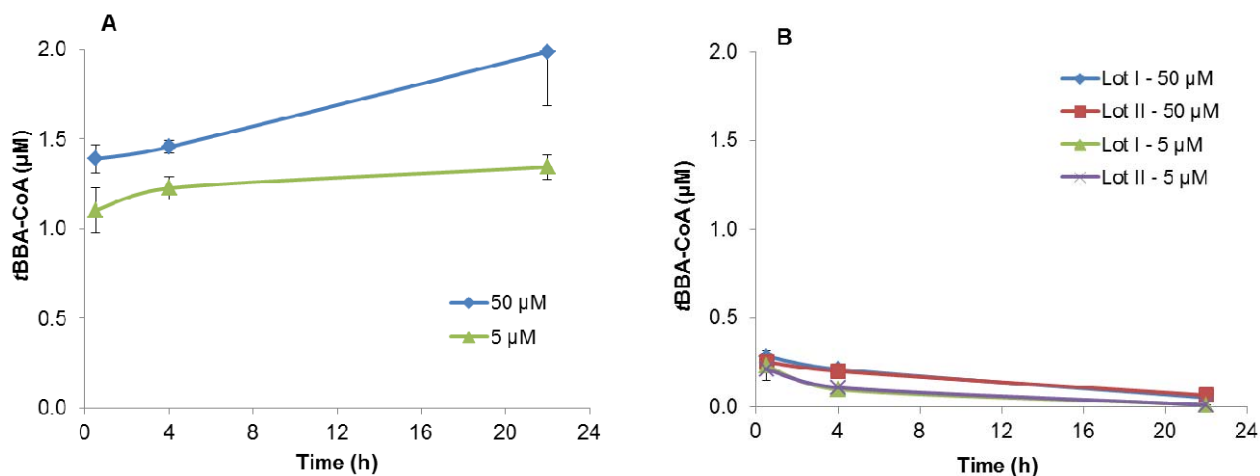 A
2.0
1.5
1.0
0.5
0.0
tBBA-CoA (µM)
50 µM
5 µM
0 4 8 12 16 20 24
Time (h)
B
2.0
1.5
1.0
0.5
0.0
tBBA-CoA (µM)
Lot I - 50 µM
Lot II - 50 µM
Lot I - 5 µM
Lot II - 5 µM
0 4 8 12 16 20 24
Time (h)